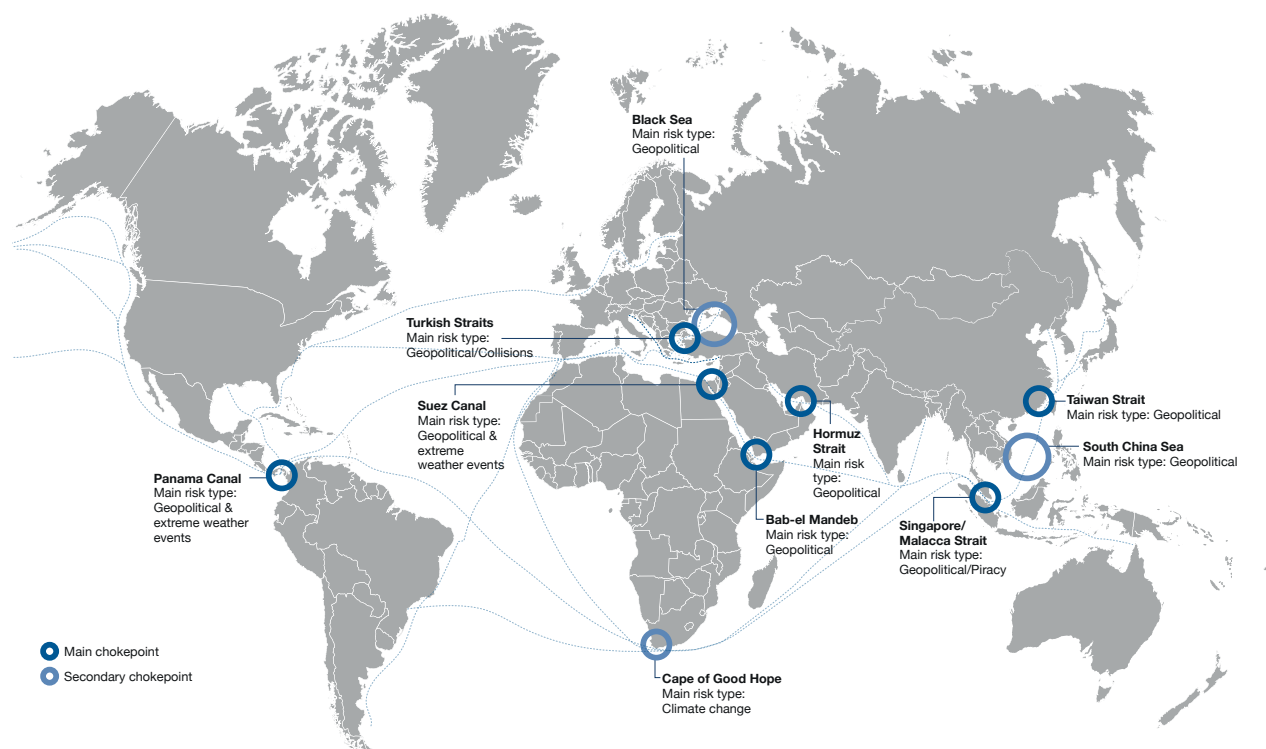 Black Sea
Main risk type:
Geopolitical
Turkish Straits
Main risk type:
Geopolitical/Collisions
Suez Canal
Main risk type:
Geopolitical &
extreme
weather events
Panama Canal
Main risk type:
Geopolitical &
extreme weather
events
Hormuz
Strait
Main risk
type:
Geopolitical
Bab-el Mandeb
Main risk type:
Geopolitical
Taiwan Strait
Main risk type: Geopolitical
South China Sea
Main risk type: Geopolitical
Singapore/
Malacca Strait
Main risk type:
Geopolitical/Piracy
Cape of Good Hope
Main risk type:
Climate change
Main chokepoint
Secondary chokepoint